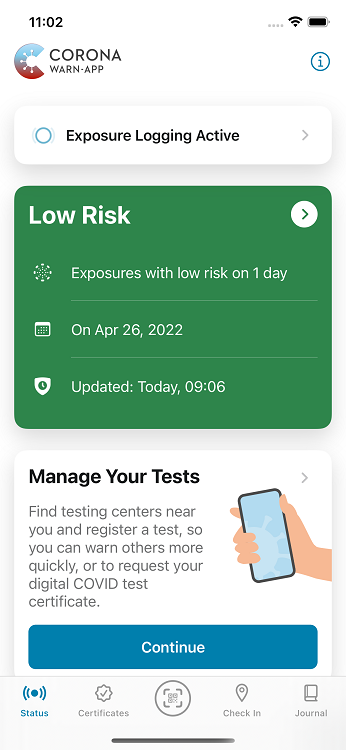 11:02
CORONA
WARN-APP
Exposure Logging Active
Low Risk
Exposures with low risk on 1 day
On Apr 26, 2022
Updated: Today, 09:06
Manage Your Tests
Find testing centers near
you and register a test, so
you can warn others more
quickly, or to request your
digital COVID test
certificate.
Continue
Status
Certificates
Check In
Journal